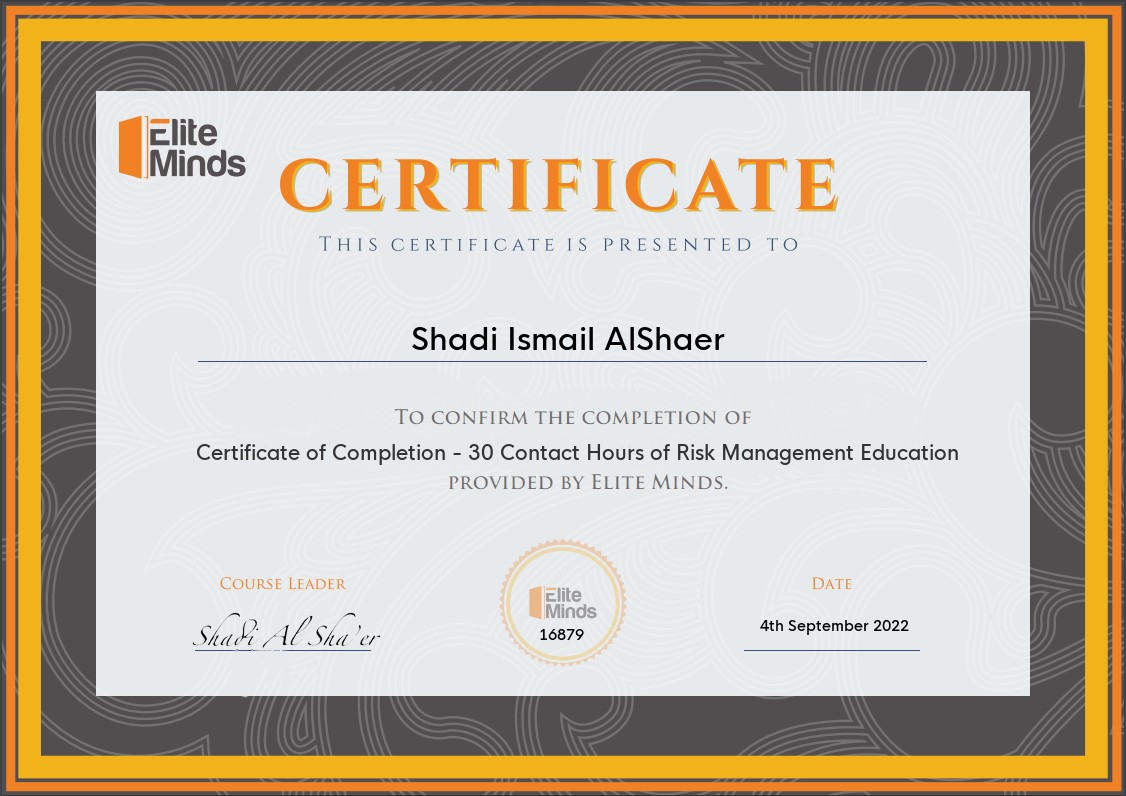 Elite
Minds
CERTIFICATE
THIS CERTIFICATE IS PRESENTED TO
Shadi Ismail AlShaer
TO CONFIRM THE COMPLETION OF
Certificate of Completion - 30 Contact Hours of Risk Management Education
PROVIDED BY ELITE MINDS.
COURSE LEADER
Shadi Al Sha'er
Elite
Minds
16879
DATE
4th September 2022